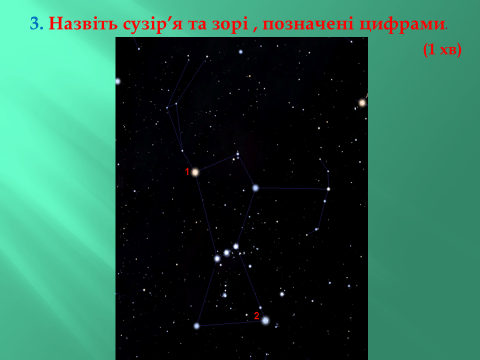 3. Назвіть сузір’я та зорі , позначені цифрами.
(1 хв)
1
2